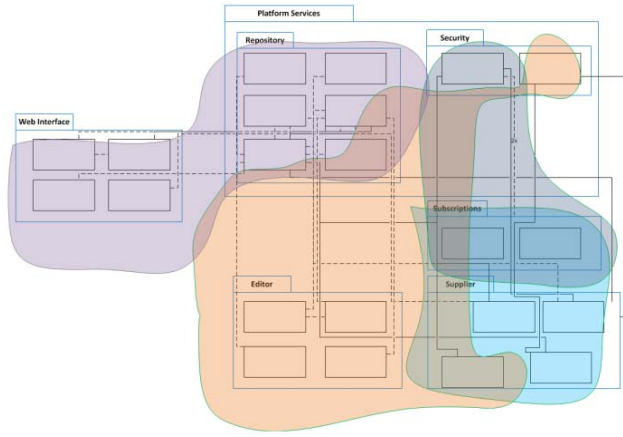 Platform Services
Repository
Security
Web Interface
Subscriptions
Editor
Supplier